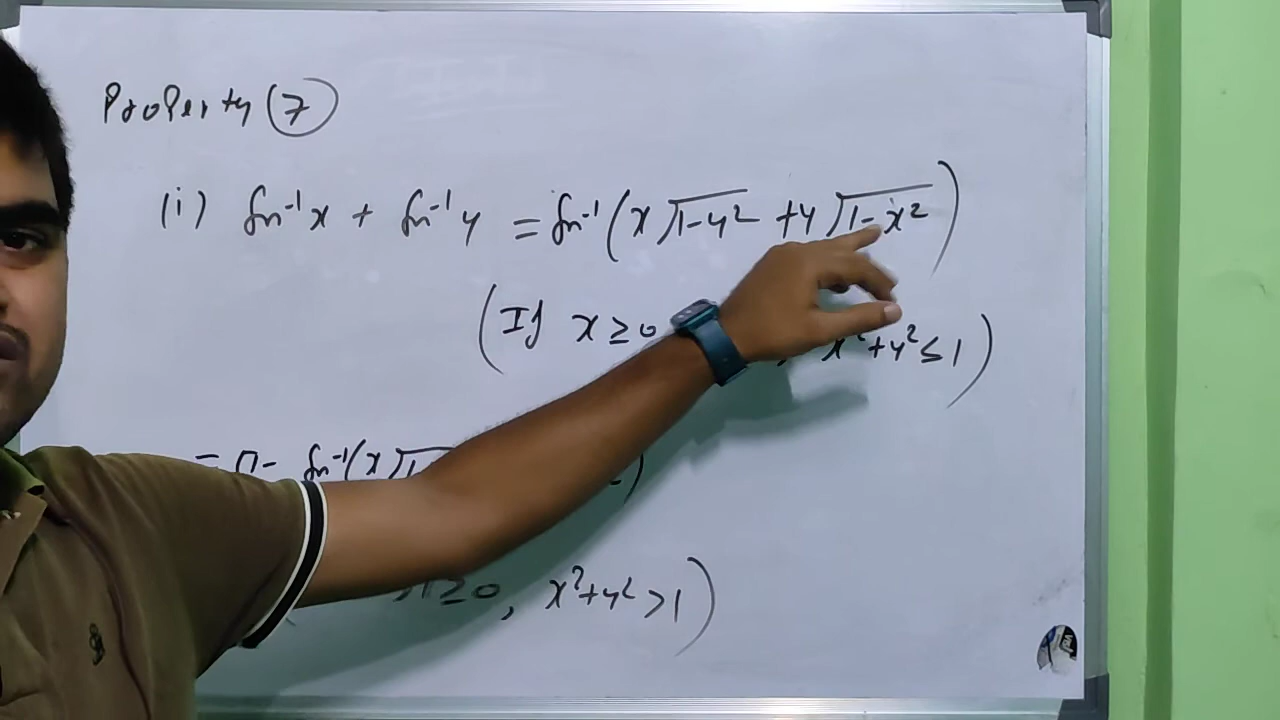 Property (7)
(i) sin⁻¹x + sin⁻¹y = sin⁻¹(x√1-y² + y√1-x²)
(If x ≥ 0 , x²+y² ≤ 1)
= π - sin⁻¹(x√1 )
≥0, x²+y² > 1)